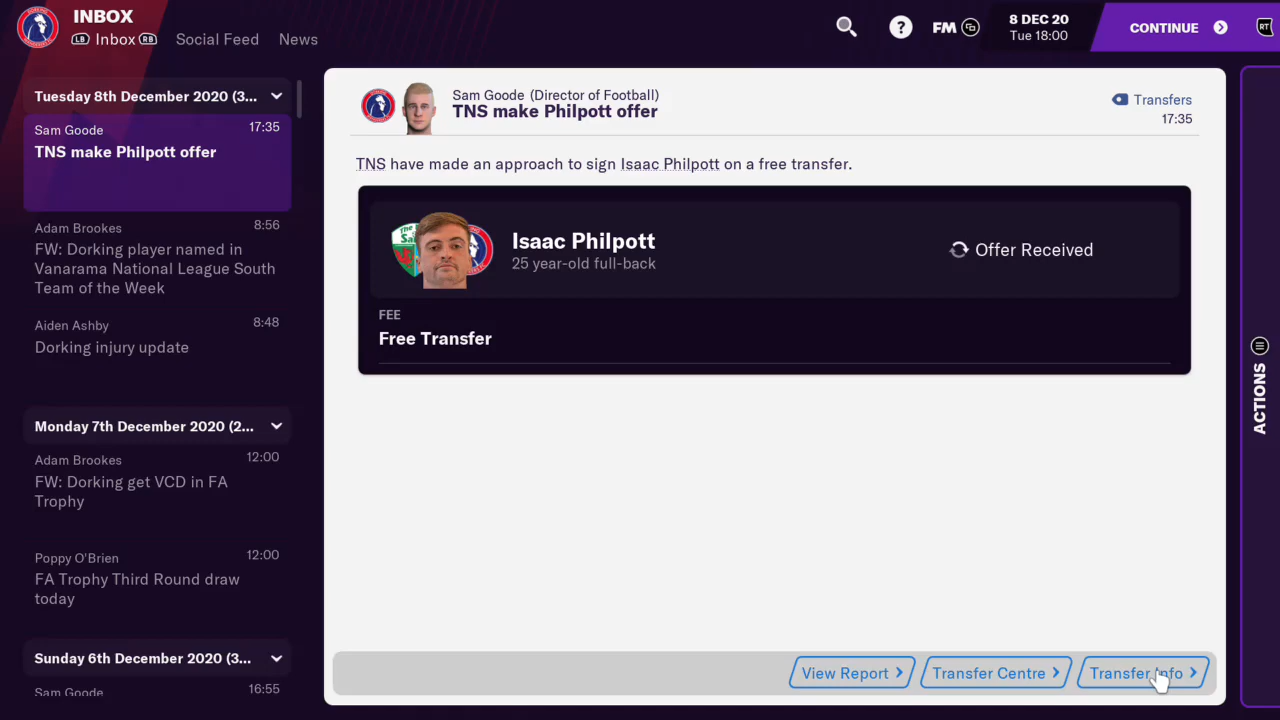 INBOX
LB Inbox RB Social Feed News
FM
8 DEC 20
Tue 18:00
CONTINUE
RT
Tuesday 8th December 2020 (3...
Sam Goode 17:35
TNS make Philpott offer
Adam Brookes 8:56
FW: Dorking player named in
Vanarama National League South
Team of the Week
Aiden Ashby 8:48
Dorking injury update
Monday 7th December 2020 (2...
Adam Brookes 12:00
FW: Dorking get VCD in FA
Trophy
Poppy O'Brien 12:00
FA Trophy Third Round draw
today
Sunday 6th December 2020 (3...
Sam Goode 16:55
Sam Goode (Director of Football)
TNS make Philpott offer
Transfers
17:35
TNS have made an approach to sign Isaac Philpott on a free transfer.
Isaac Philpott
25 year-old full-back
Offer Received
FEE
Free Transfer
View Report
Transfer Centre
Transfer Info
ACTIONS